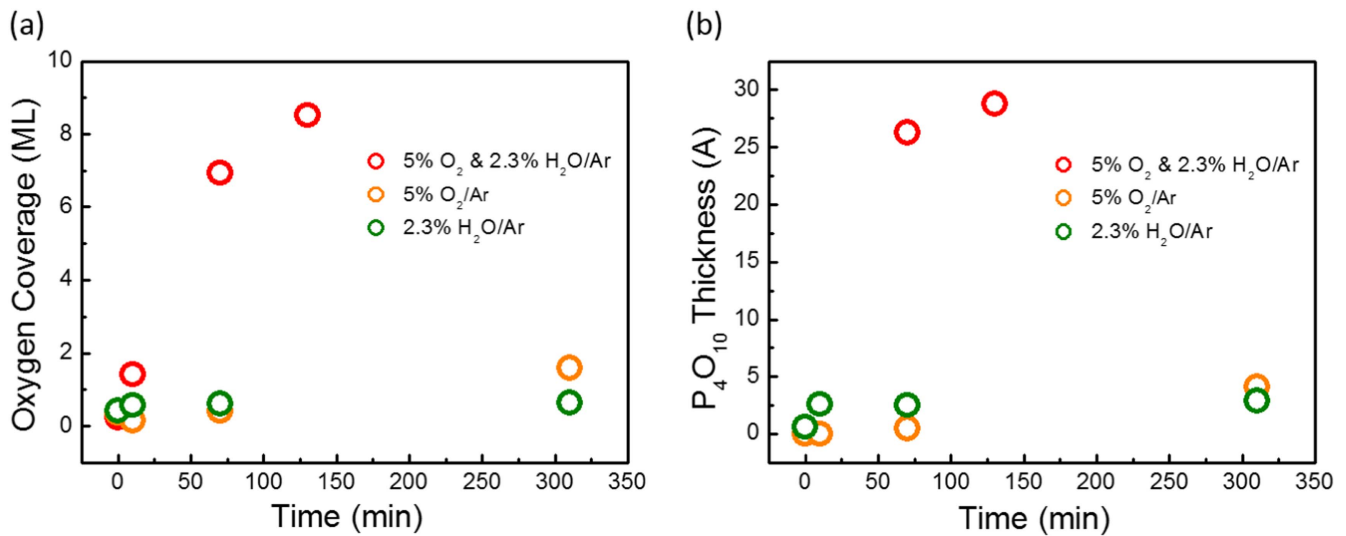 (a)
10
8
6
4
2
0
Oxygen Coverage (ML)
5% O₂ & 2.3% H₂O/Ar
5% O₂/Ar
2.3% H₂O/Ar
0 50 100 150 200 250 300 350
Time (min)
(b)
30
25
20
15
10
5
0
P₄O₁₀ Thickness (A)
5% O₂ & 2.3% H₂O/Ar
5% O₂/Ar
2.3% H₂O/Ar
0 50 100 150 200 250 300 350
Time (min)